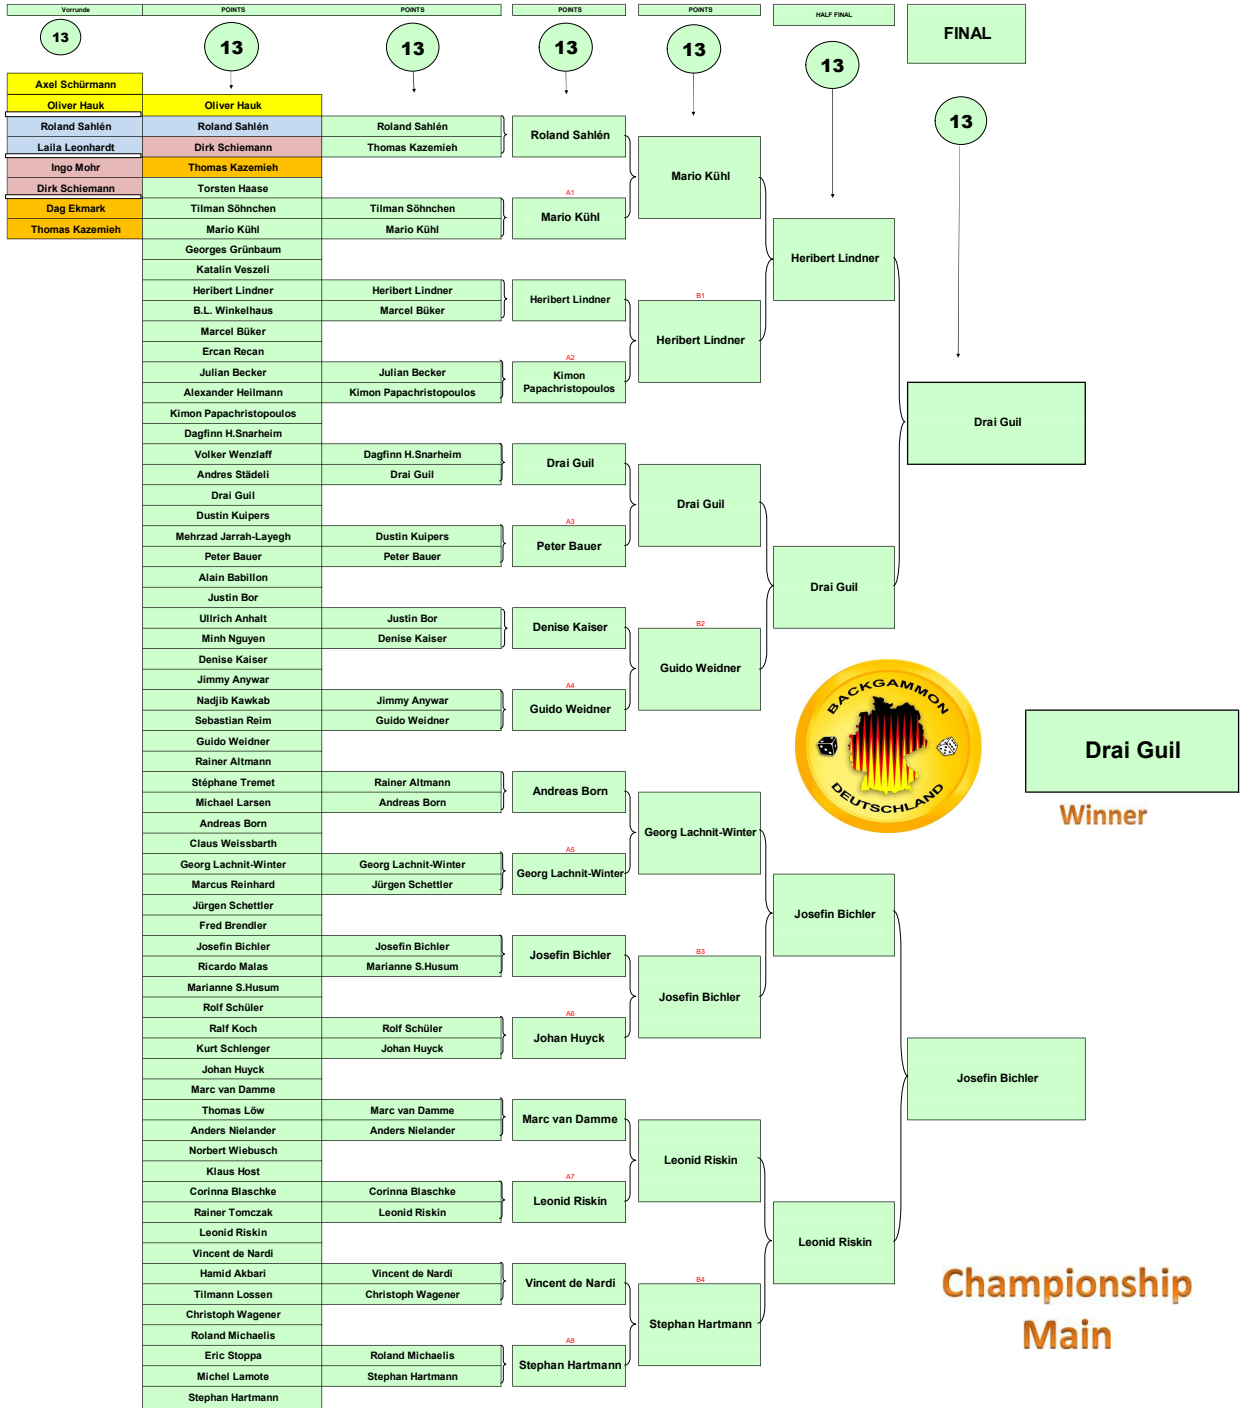 Vorrunde
POINTS
POINTS
POINTS
POINTS
HALF FINAL
FINAL
13
13
13
13
13
13
13
Axel Schürmann
Oliver Hauk
Roland Sahlén
Laila Leonhardt
Ingo Mohr
Dirk Schiemann
Dag Ekmark
Thomas Kazemieh
Oliver Hauk
Roland Sahlén
Dirk Schiemann
Thomas Kazemieh
Torsten Haase
Tilman Söhnchen
Mario Kühl
Georges Grünbaum
Katalin Veszeli
Heribert Lindner
B.L. Winkelhaus
Marcel Büker
Ercan Recan
Julian Becker
Alexander Heilmann
Kimon Papachristopoulos
Dagfinn H.Snarheim
Volker Wenzlaff
Andres Städeli
Drai Guil
Dustin Kuipers
Mehrzad Jarrah-Layegh
Peter Bauer
Alain Babillon
Justin Bor
Ullrich Anhalt
Minh Nguyen
Denise Kaiser
Jimmy Anywar
Nadjib Kawkab
Sebastian Reim
Guido Weidner
Rainer Altmann
Stéphane Tremet
Michael Larsen
Andreas Born
Claus Weissbarth
Georg Lachnit-Winter
Marcus Reinhard
Jürgen Schettler
Fred Brendler
Josefin Bichler
Ricardo Malas
Marianne S.Husum
Rolf Schüler
Ralf Koch
Kurt Schlenger
Johan Huyck
Marc van Damme
Thomas Löw
Anders Nielander
Norbert Wiebusch
Klaus Host
Corinna Blaschke
Rainer Tomczak
Leonid Riskin
Vincent de Nardi
Hamid Akbari
Tilmann Lossen
Christoph Wagener
Roland Michaelis
Eric Stoppa
Michel Lamote
Stephan Hartmann
Roland Sahlén
Thomas Kazemieh
Tilman Söhnchen
Mario Kühl
Heribert Lindner
Marcel Büker
Julian Becker
Kimon Papachristopoulos
Dagfinn H.Snarheim
Drai Guil
Dustin Kuipers
Peter Bauer
Justin Bor
Denise Kaiser
Jimmy Anywar
Guido Weidner
Rainer Altmann
Andreas Born
Georg Lachnit-Winter
Jürgen Schettler
Josefin Bichler
Marianne S.Husum
Rolf Schüler
Johan Huyck
Marc van Damme
Anders Nielander
Corinna Blaschke
Leonid Riskin
Vincent de Nardi
Christoph Wagener
Roland Michaelis
Stephan Hartmann
Roland Sahlén
A1
Mario Kühl
Heribert Lindner
A2
Kimon
Papachristopoulos
Drai Guil
A3
Peter Bauer
Denise Kaiser
A4
Guido Weidner
Andreas Born
A5
Georg Lachnit-Winter
Josefin Bichler
A6
Johan Huyck
Marc van Damme
A7
Leonid Riskin
Vincent de Nardi
A8
Stephan Hartmann
Mario Kühl
B1
Heribert Lindner
Drai Guil
B2
Guido Weidner
Georg Lachnit-Winter
B3
Josefin Bichler
Leonid Riskin
B4
Stephan Hartmann
Heribert Lindner
Drai Guil
Josefin Bichler
Leonid Riskin
Drai Guil
Josefin Bichler
BACKGAMMON
DEUTSCHLAND
Drai Guil
Winner
Championship
Main